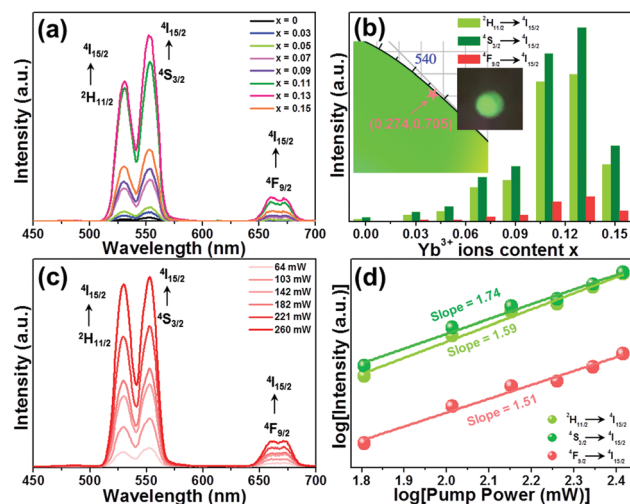 (a)
⁴I₁₅/₂
⁴I₁₅/₂
⁴S₃/₂
²H₁₁/₂
x = 0
x = 0.03
x = 0.05
x = 0.07
x = 0.09
x = 0.11
x = 0.13
x = 0.15
⁴I₁₅/₂
⁴F₉/₂
Intensity (a.u.)
450 500 550 600 650 700
Wavelength (nm)
(b)
²H₁₁/₂ → ⁴I₁₅/₂
⁴S₃/₂ → ⁴I₁₅/₂
⁴F₉/₂ → ⁴I₁₅/₂
540
(0.274,0.705)
Intensity (a.u.)
0.00 0.03 0.05 0.07 0.09 0.11 0.13 0.15
Yb³⁺ ions content x
(c)
⁴I₁₅/₂
⁴I₁₅/₂
⁴S₃/₂
²H₁₁/₂
64 mW
103 mW
142 mW
182 mW
221 mW
260 mW
⁴I₁₅/₂
⁴F₉/₂
Intensity (a.u.)
450 500 550 600 650 700
Wavelength (nm)
(d)
Slope = 1.74
Slope = 1.59
Slope = 1.51
²H₁₁/₂ → ⁴I₁₅/₂
⁴S₃/₂ → ⁴I₁₅/₂
⁴F₉/₂ → ⁴I₁₅/₂
log[Intensity (a.u.)]
1.8 1.9 2.0 2.1 2.2 2.3 2.4
log[Pump Power (mW)]